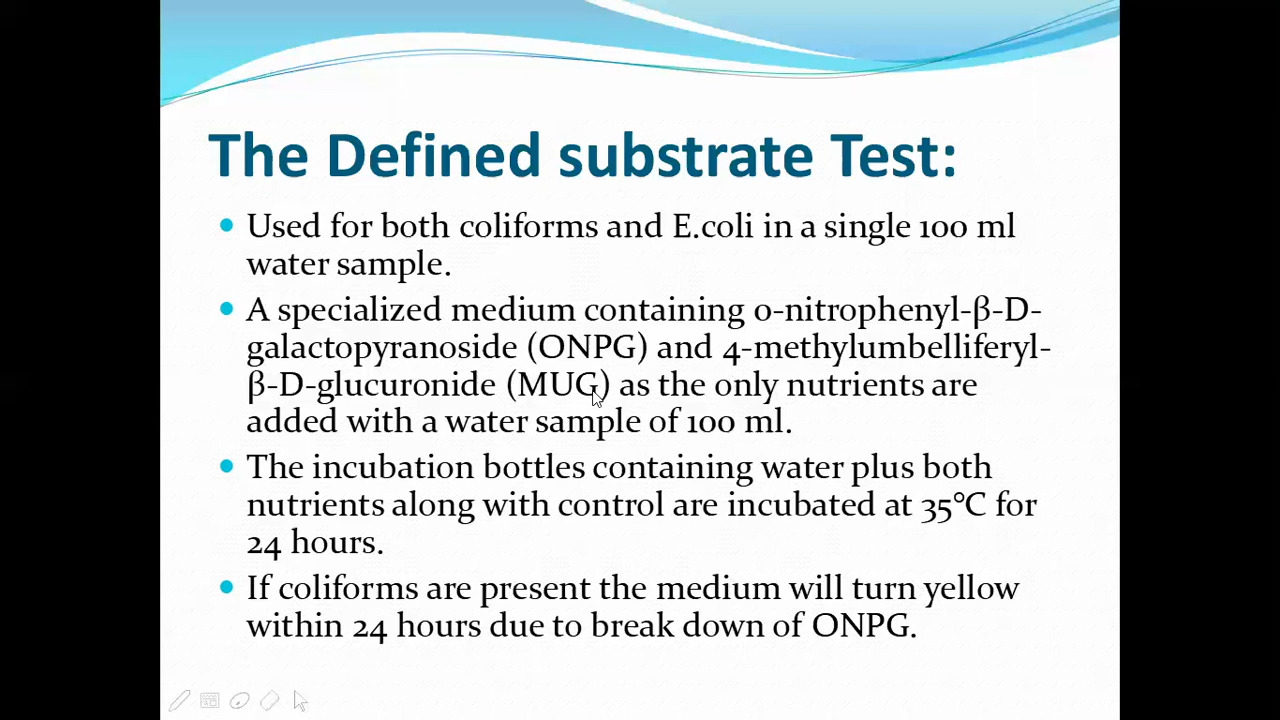 The Defined substrate Test:
• Used for both coliforms and E.coli in a single 100 ml
water sample.
• A specialized medium containing o-nitrophenyl-β-D-
galactopyranoside (ONPG) and 4-methylumbelliferyl-
β-D-glucuronide (MUG) as the only nutrients are
added with a water sample of 100 ml.
• The incubation bottles containing water plus both
nutrients along with control are incubated at 35°C for
24 hours.
• If coliforms are present the medium will turn yellow
within 24 hours due to break down of ONPG.